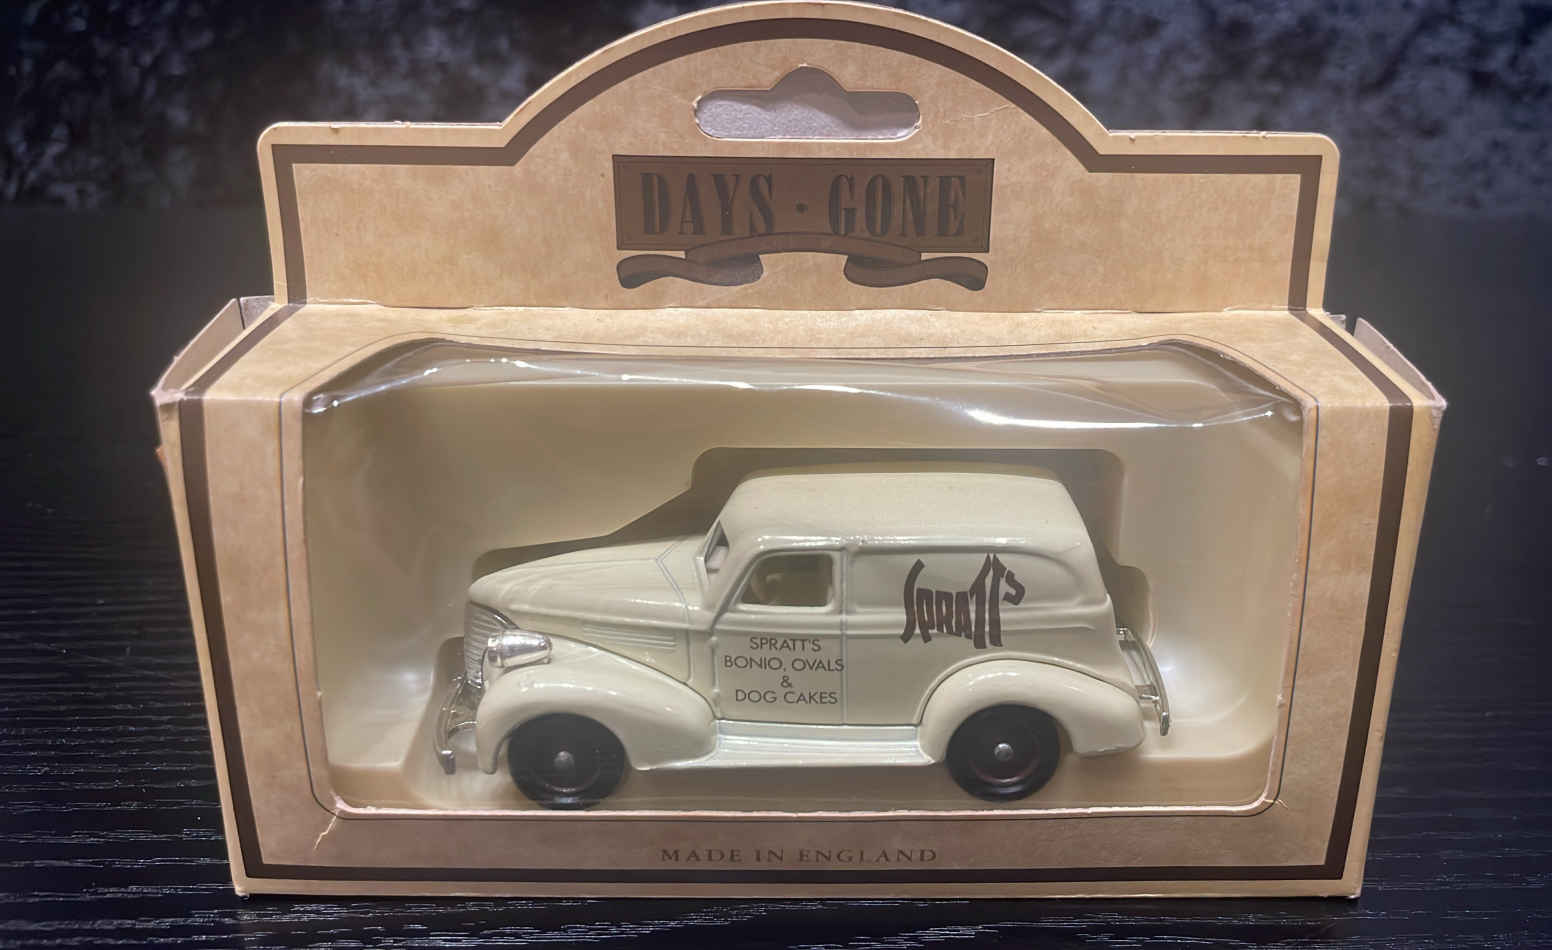 DAYS · GONE
SPRATT'S
SPRATT'S
BONIO, OVALS
&
DOG CAKES
MADE IN ENGLAND